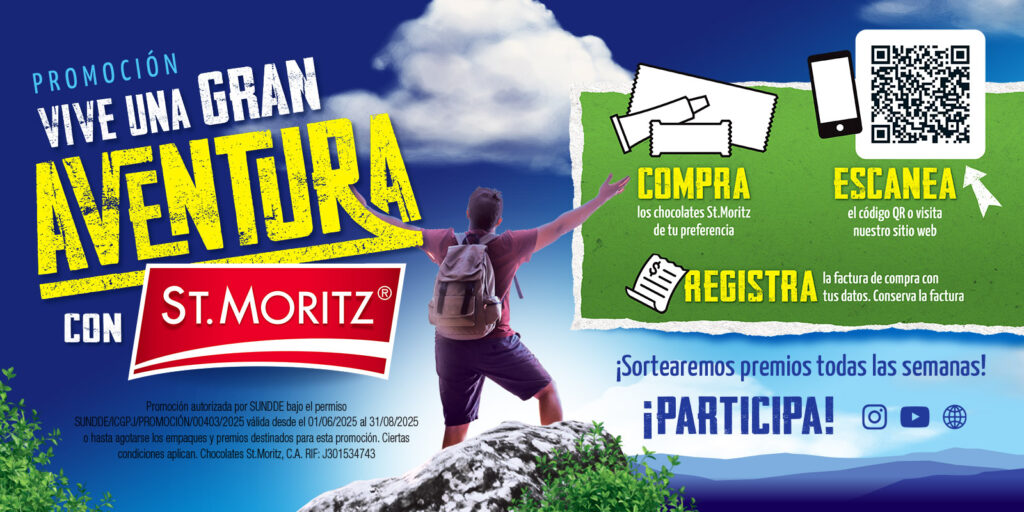 PROMOCIÓN
VIVE UNA GRAN
AVENTURA
CON ST.MORITZ®
Promoción autorizada por SUNDDE bajo el permiso
SUNDDE/ICGPJ/PROMOCIÓN/00403/2025 válida desde el 01/06/2025 al 31/08/2025
o hasta agotarse los empaques y premios destinados para esta promoción. Ciertas
condiciones aplican. Chocolates St.Moritz, C.A. RIF: J301534743
COMPRA
los chocolates St.Moritz
de tu preferencia
ESCANEA
el código QR o visita
nuestro sitio web
$
REGISTRA
la factura de compra con
tus datos. Conserva la factura
¡Sortearemos premios todas las semanas!
¡PARTICIPA!